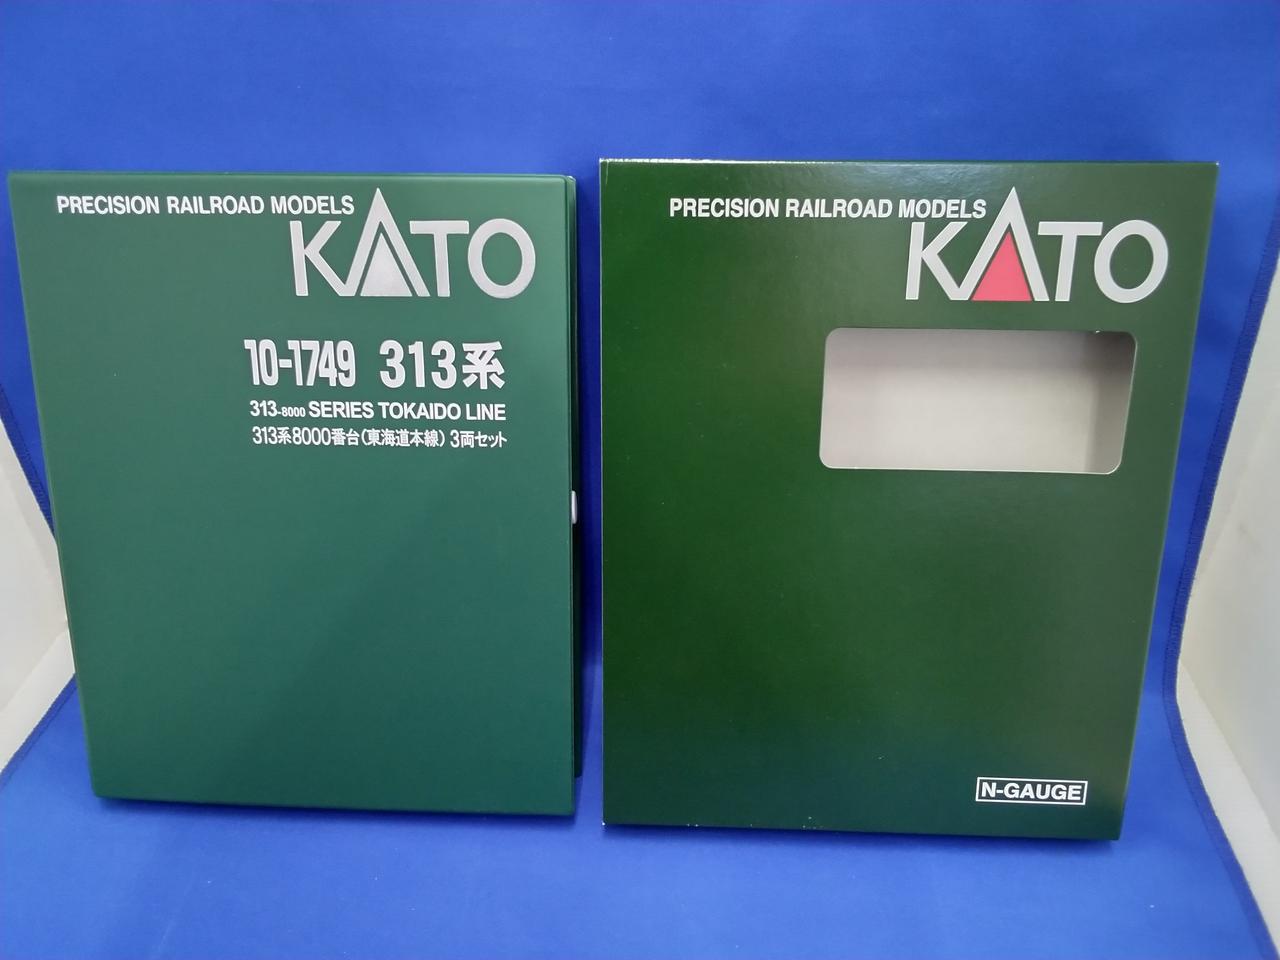 PRECISION RAILROAD MODELS
KATO
10-1749 313系
313-8000 SERIES TOKAIDO LINE
313系8000番台(東海道本線) 3両セット
PRECISION RAILROAD MODELS
KATO
N-GAUGE